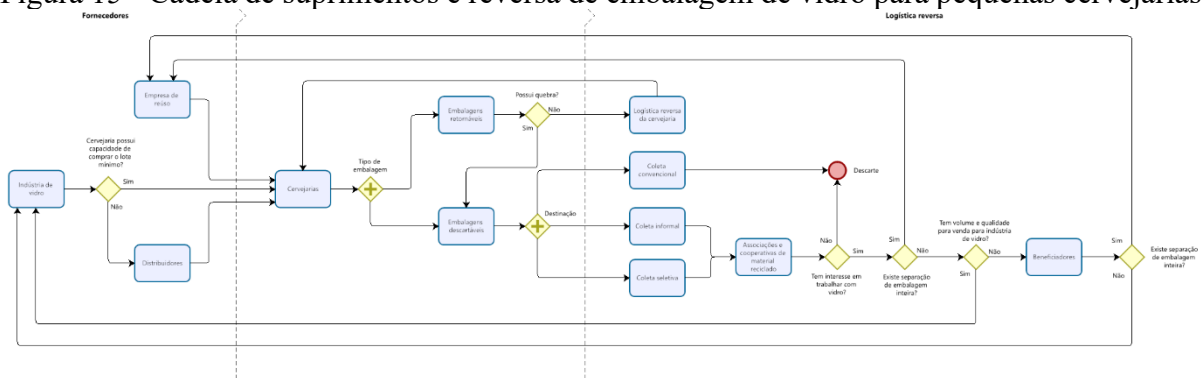 Figura 15 - Cadeia de suprimentos e reversa de embalagem de vidro para pequenas cervejarias
Fornecedores
Logística reversa
Empresa de
reúso
Cervejaria possui
capacidade de
comprar o lote
mínimo?
Indústria de
vidro
Sim
Não
Distribuidores
Cervejarias
Tipo de
embalagem
Embalagens
retornáveis
Possui quebra?
Não
Sim
Logística reversa
da cervejaria
Embalagens
descartáveis
Destinação
Coleta
convencional
Descarte
Coleta informal
Coleta seletiva
Associações e
cooperativas de
material
reciclado
Não
Sim
Tem interesse em
trabalhar com
vidro?
Sim
Não
Existe separação
de embalagem
inteira?
Tem volume e qualidade
para venda para indústria
de vidro?
Não
Sim
Beneficiadores
Sim
Não
Existe separação
de embalagem
inteira?